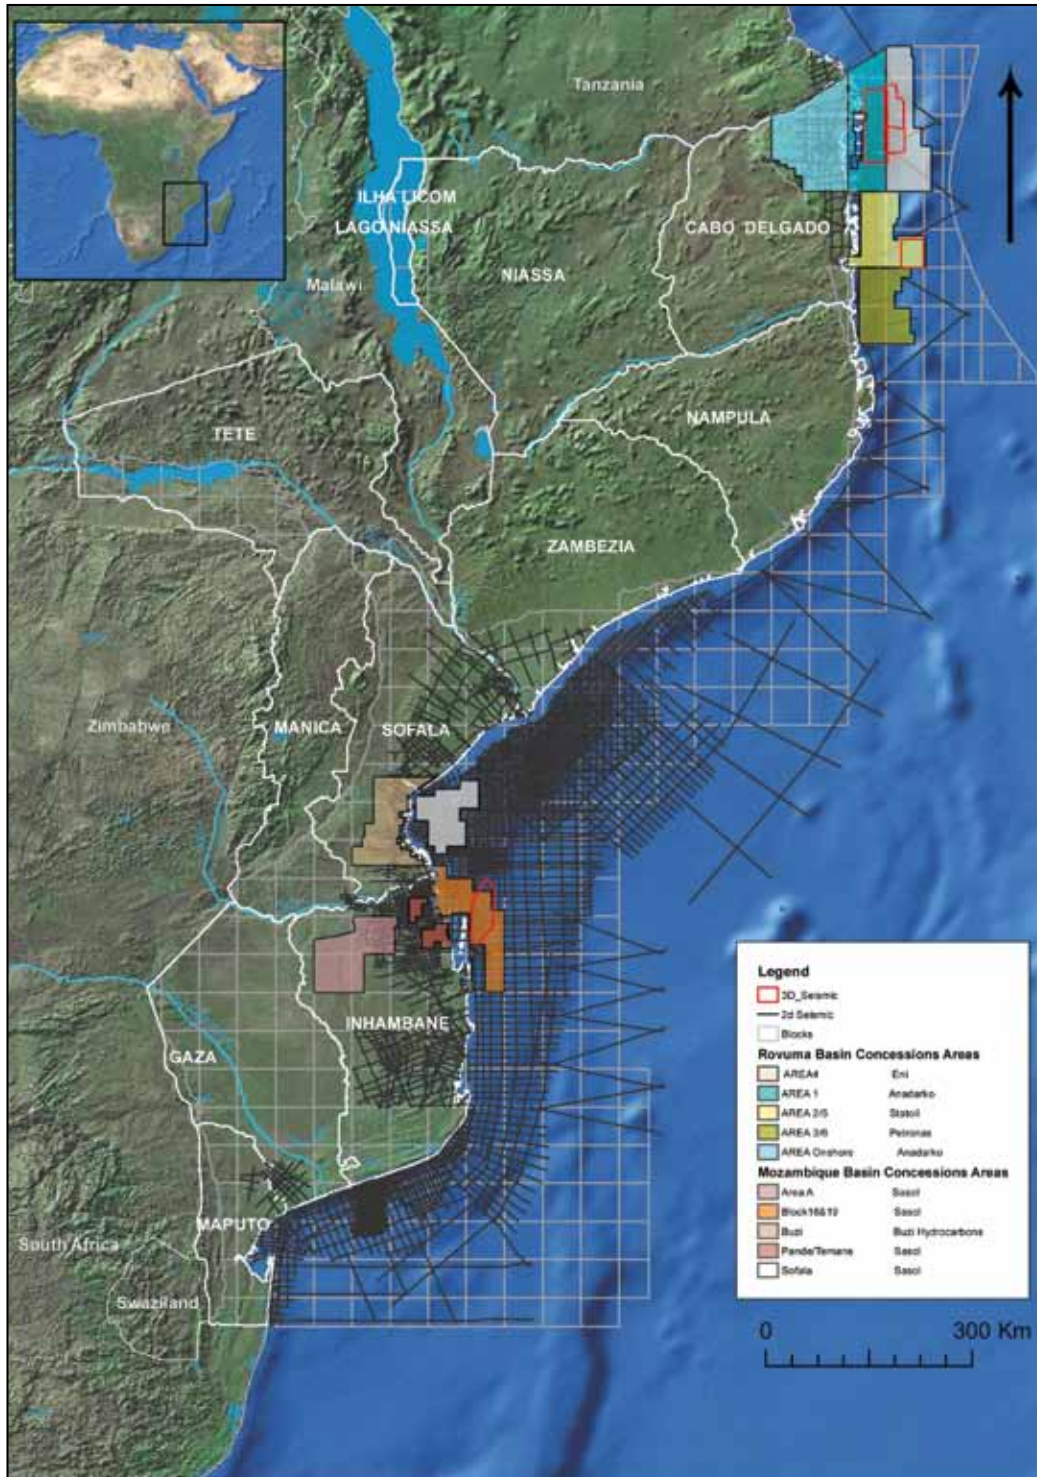 Tanzania
ILHA LICOM
LAGO NIASSA
CABO DELGADO
NIASSA
Malawi
NAMPULA
TETE
ZAMBEZIA
Zimbabwe
MANICA
SOFALA
INHAMBANE
GAZA
MAPUTO
South Africa
Swaziland
Legend
3D_Seismic
2d Seismic
Blocks
Rovuma Basin Concessions Areas
AREA4 Eni
AREA 1 Anadarko
AREA 2/5 Statoil
AREA 3/6 Petronas
AREA Onshore Anadarko
Mozambique Basin Concessions Areas
Area A Sasol
Block16&19 Sasol
Buzi Buzi Hydrocarbons
Pande/Temane Sasol
Sofala Sasol
0 300 Km